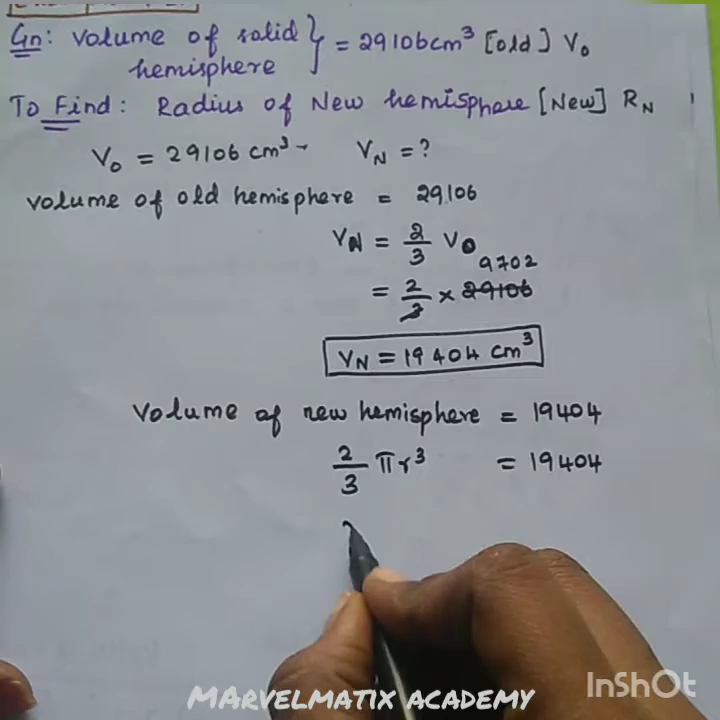 Gn: Volume of solid hemisphere } = 29106cm³ [old] V₀
To Find: Radius of New hemisphere [New] R_N
V₀ = 29106 cm³ V_N = ?
volume of old hemisphere = 29106
V_N = 2/3 V₀
9702
= 2/3 × 29106
V_N = 19404 cm³
Volume of new hemisphere = 19404
2/3 πr³ = 19404
MARVELMATIX ACADEMY
InShOt